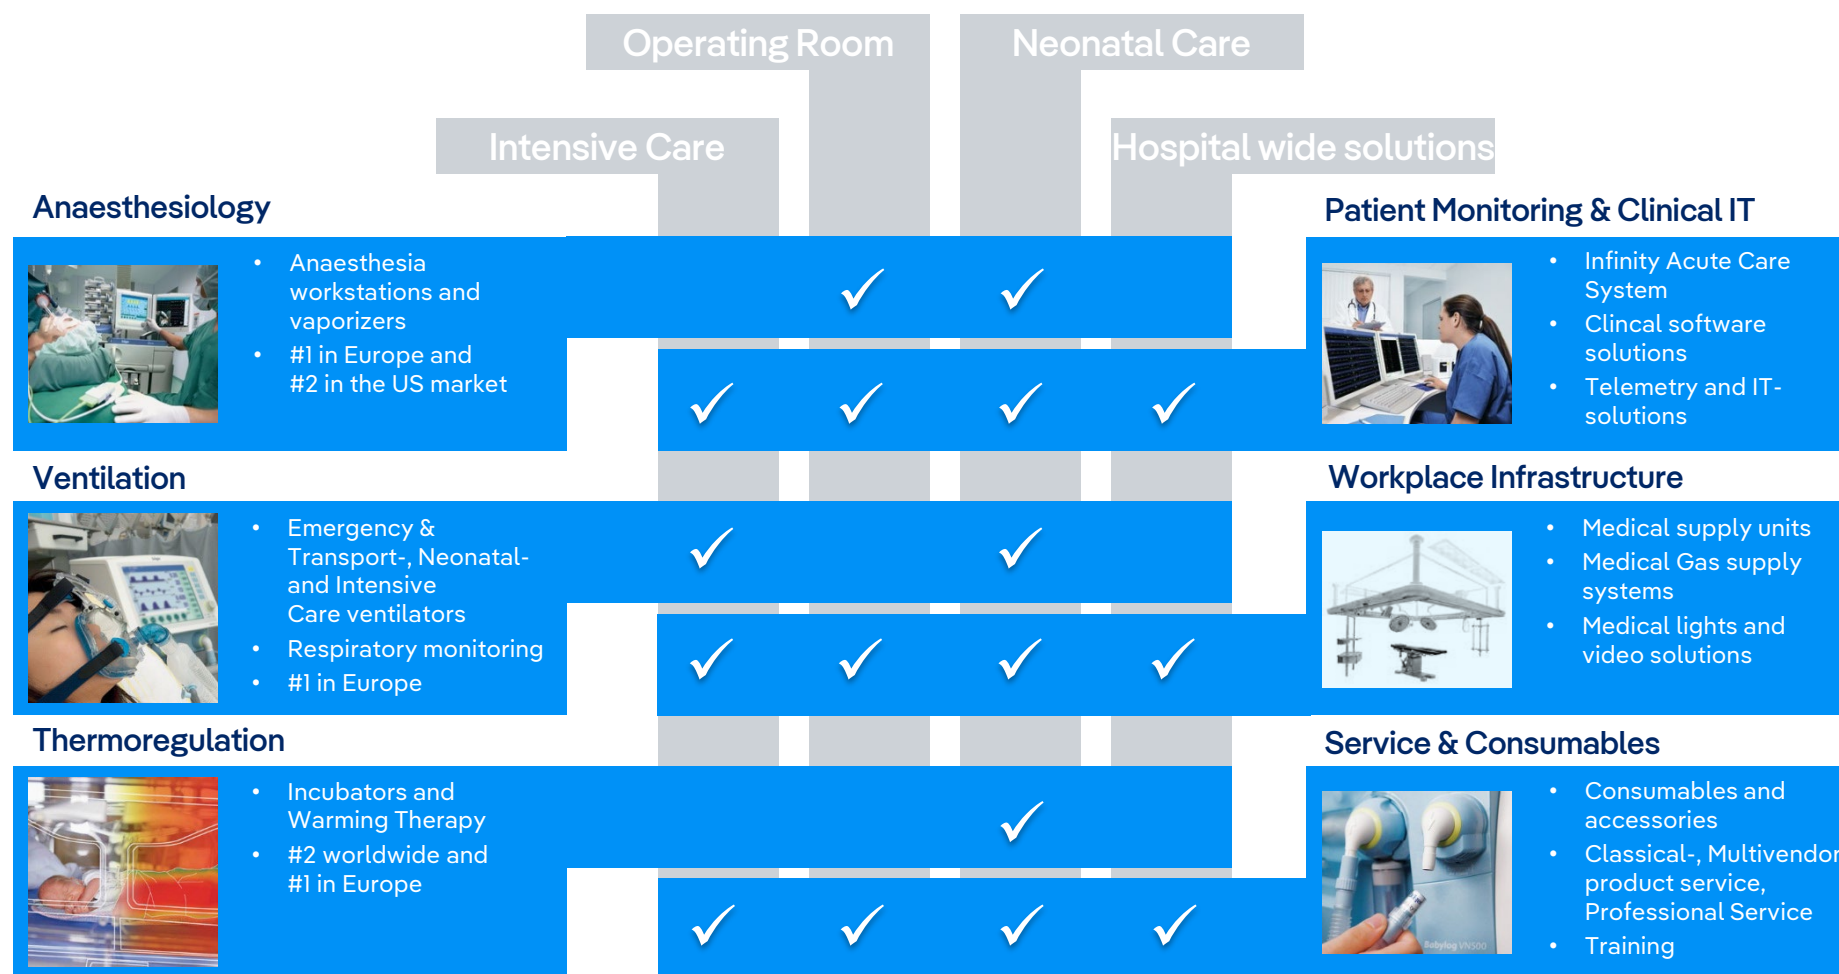 Operating Room
Neonatal Care
Intensive Care
Hospital wide solutions
Anaesthesiology
• Anaesthesia
workstations and
vaporizers
• #1 in Europe and
#2 in the US market
Patient Monitoring & Clinical IT
• Infinity Acute Care
System
• Clincal software
solutions
• Telemetry and IT-
solutions
Ventilation
• Emergency &
Transport-, Neonatal-
and Intensive
Care ventilators
• Respiratory monitoring
• #1 in Europe
Workplace Infrastructure
• Medical supply units
• Medical Gas supply
systems
• Medical lights and
video solutions
Thermoregulation
• Incubators and
Warming Therapy
• #2 worldwide and
#1 in Europe
Service & Consumables
• Consumables and
accessories
• Classical-, Multivendor
product service,
Professional Service
• Training
Babylog VN500